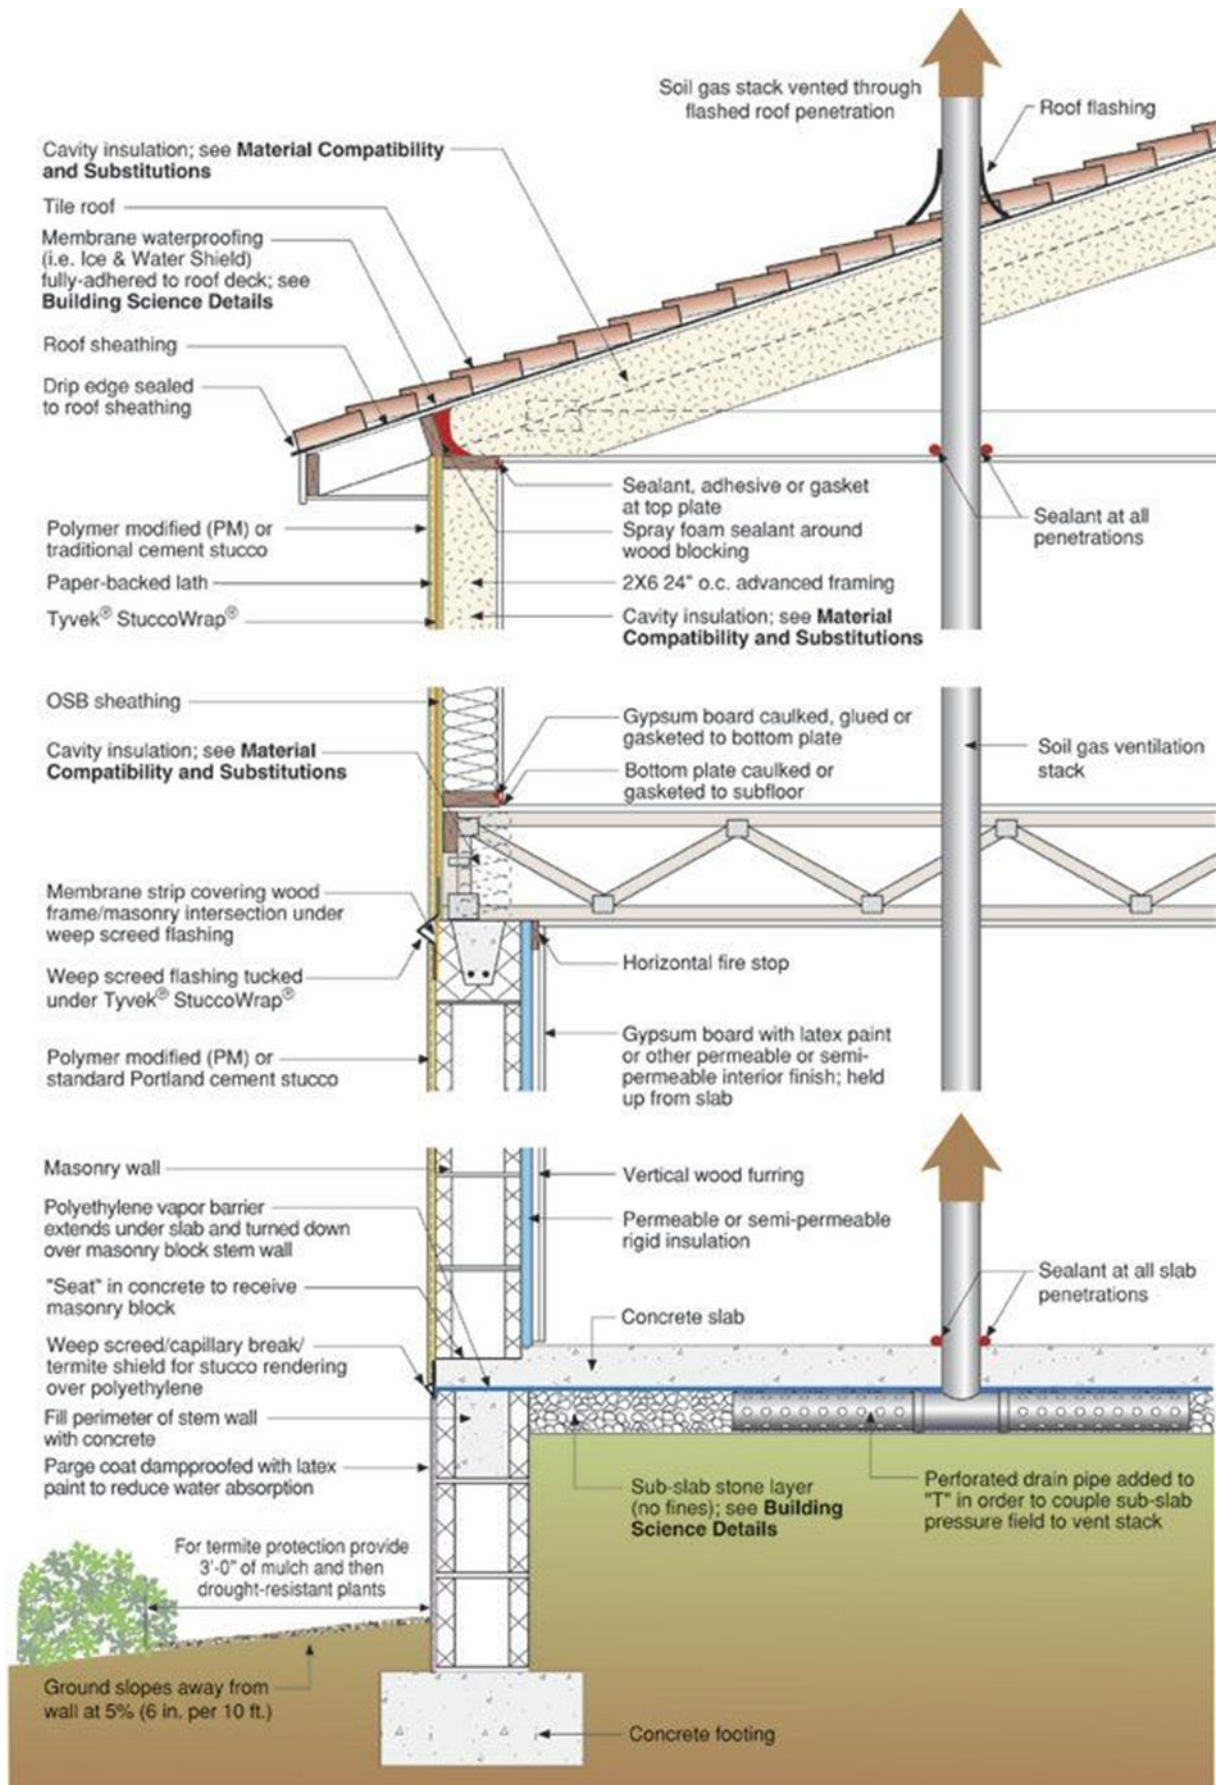 Soil gas stack vented through
flashed roof penetration
Roof flashing
Cavity insulation; see Material Compatibility
and Substitutions
Tile roof
Membrane waterproofing
(i.e. Ice & Water Shield)
fully-adhered to roof deck; see
Building Science Details
Roof sheathing
Drip edge sealed
to roof sheathing
Sealant, adhesive or gasket
at top plate
Spray foam sealant around
wood blocking
Sealant at all
penetrations
Polymer modified (PM) or
traditional cement stucco
Paper-backed lath
2X6 24" o.c. advanced framing
Tyvek® StuccoWrap®
Cavity insulation; see Material
Compatibility and Substitutions
OSB sheathing
Gypsum board caulked, glued or
gasketed to bottom plate
Cavity insulation; see Material
Compatibility and Substitutions
Bottom plate caulked or
gasketed to subfloor
Soil gas ventilation
stack
Membrane strip covering wood
frame/masonry intersection under
weep screed flashing
Weep screed flashing tucked
under Tyvek® StuccoWrap®
Horizontal fire stop
Polymer modified (PM) or
standard Portland cement stucco
Gypsum board with latex paint
or other permeable or semi-
permeable interior finish; held
up from slab
Masonry wall
Vertical wood furring
Polyethylene vapor barrier
extends under slab and turned down
over masonry block stem wall
Permeable or semi-permeable
rigid insulation
"Seat" in concrete to receive
masonry block
Sealant at all slab
penetrations
Concrete slab
Weep screed/capillary break/
termite shield for stucco rendering
over polyethylene
Fill perimeter of stem wall
with concrete
Parge coat dampproofed with latex
paint to reduce water absorption
Sub-slab stone layer
(no fines); see Building
Science Details
Perforated drain pipe added to
"T" in order to couple sub-slab
pressure field to vent stack
For termite protection provide
3'-0" of mulch and then
drought-resistant plants
Ground slopes away from
wall at 5% (6 in. per 10 ft.)
Concrete footing